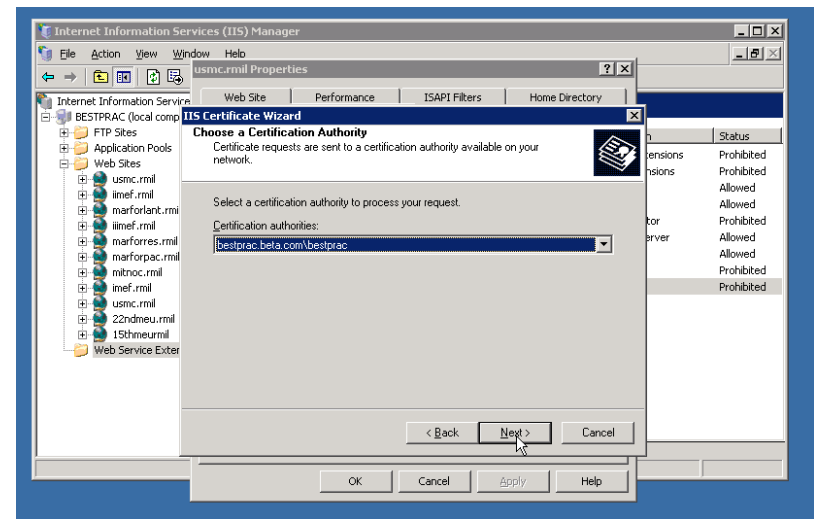 Internet Information Services (IIS) Manager
File Action View Window Help
usmc.rmil Properties
Web Site Performance ISAPI Filters Home Directory
Internet Information Service
BESTPRAC (local comp
FTP Sites
Application Pools
Web Sites
usmc.rmil
iimef.rmil
marforlant.rmi
iiimef.rmil
marforres.rmil
marforpac.rmil
mitnoc.rmil
imef.rmil
usmc.rmil
22ndmeu.rmil
15thmeurmil
Web Service Exter
IIS Certificate Wizard
Choose a Certification Authority
Certificate requests are sent to a certification authority available on your
network.
Select a certification authority to process your request.
Certification authorities:
bestprac.beta.com\bestprac
< Back Next > Cancel
OK Cancel Apply Help
n Status
tensions Prohibited
nsions Prohibited
Allowed
Allowed
tor Prohibited
erver Allowed
Allowed
Prohibited
Prohibited